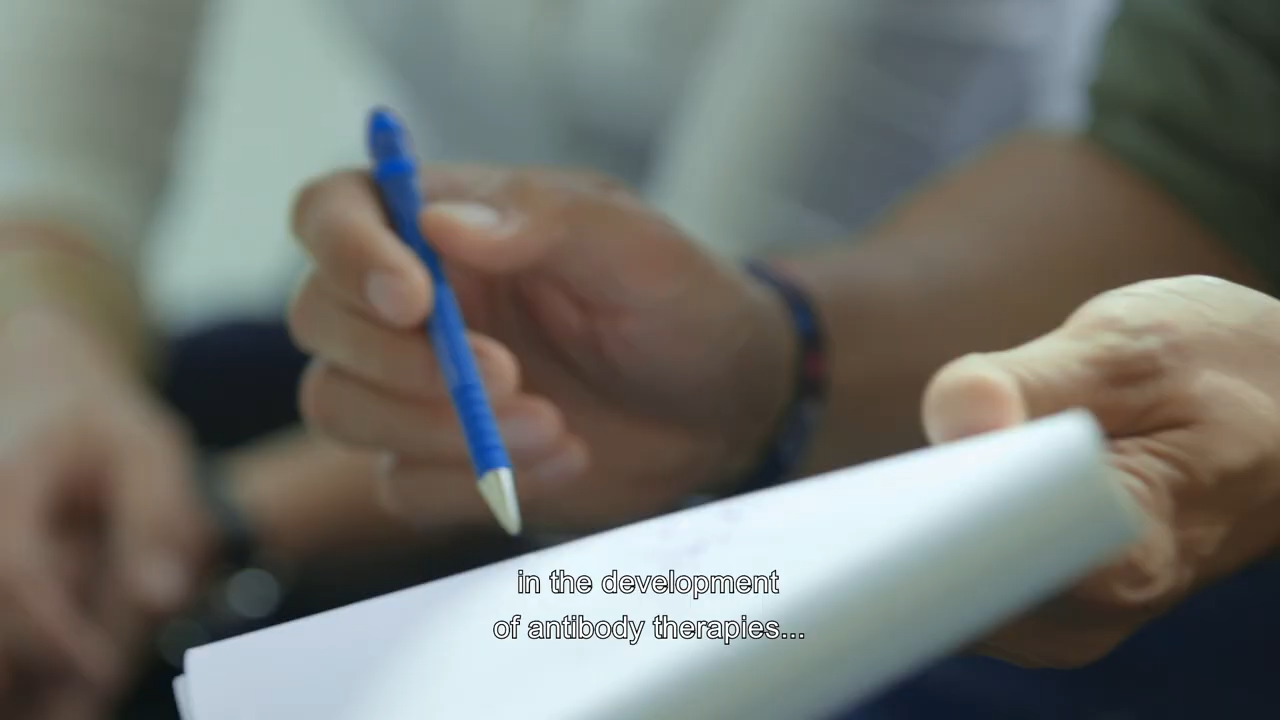 in the development
of antibody therapies...